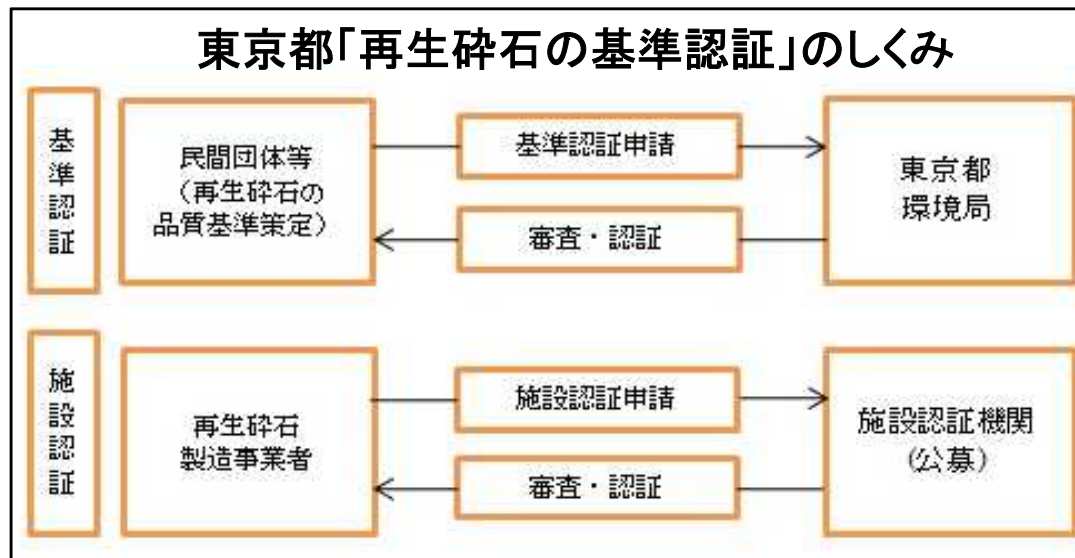 東京都「再生砕石の基準認証」のしくみ
基準認証
民間団体等
（再生砕石の
品質基準策定）
基準認証申請
審査・認証
東京都
環境局
施設認証
再生砕石
製造事業者
施設認証申請
審査・認証
施設認証機関
(公募)